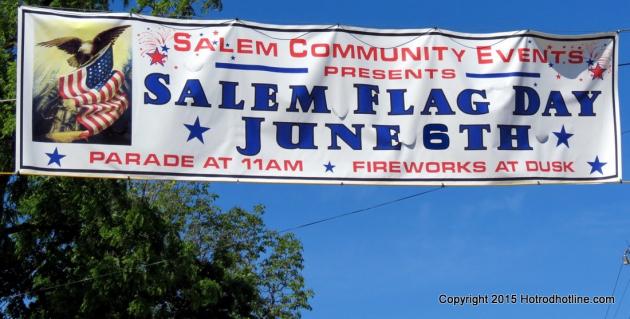 SALEM COMMUNITY EVENTS
PRESENTS
SALEM FLAG DAY
JUNE 6TH
PARADE AT 11AM ★ FIREWORKS AT DUSK
Copyright 2015 Hotrodhotline.com